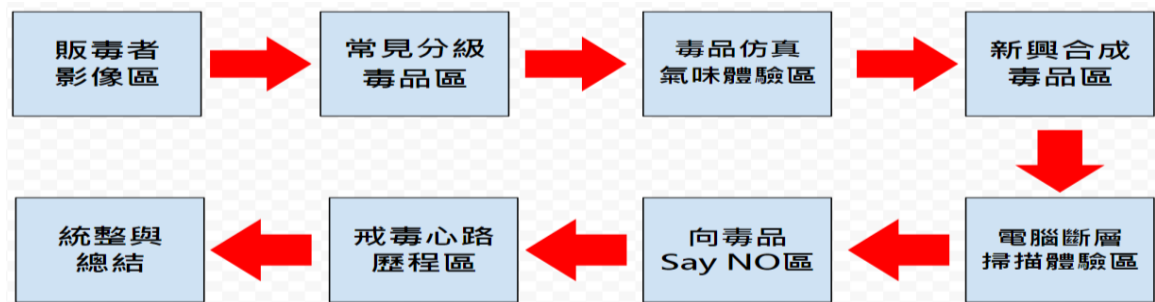 販毒者
影像區
常見分級
毒品區
毒品仿真
氣味體驗區
新興合成
毒品區
電腦斷層
掃描體驗區
向毒品
Say NO區
戒毒心路
歷程區
統整與
總結